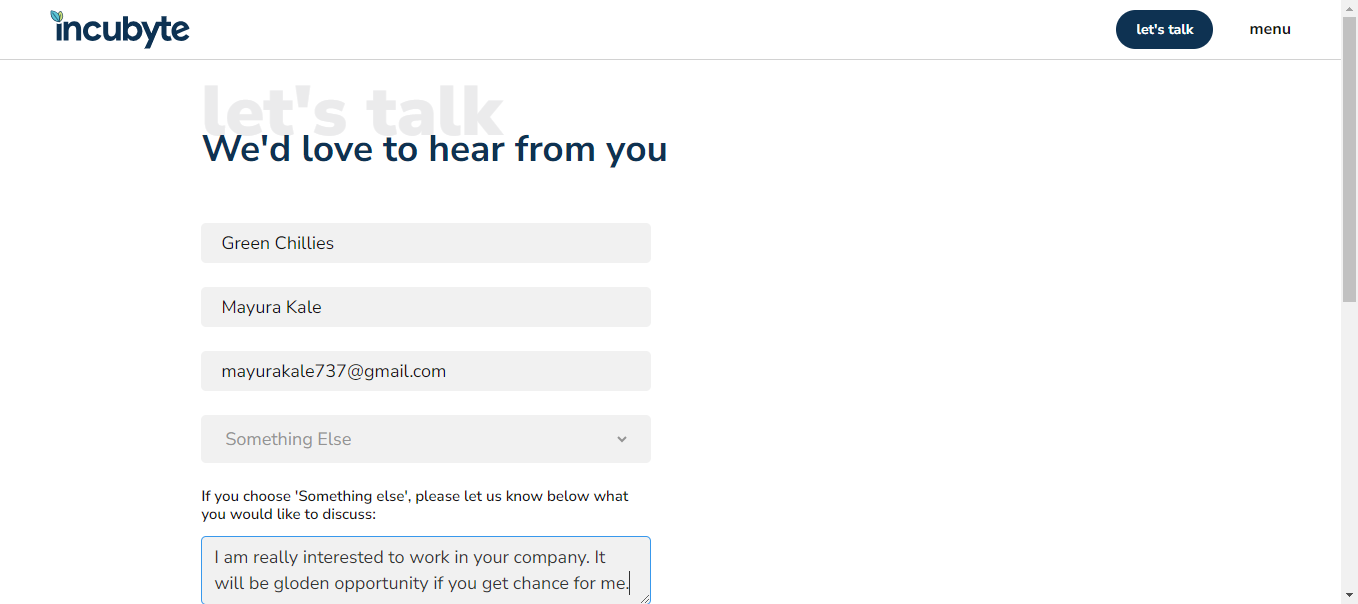 incubyte
let's talk
menu
let's talk
We'd love to hear from you
Green Chillies
Mayura Kale
mayurakale737@gmail.com
Something Else
If you choose 'Something else', please let us know below what
you would like to discuss:
I am really interested to work in your company. It
will be gloden opportunity if you get chance for me.